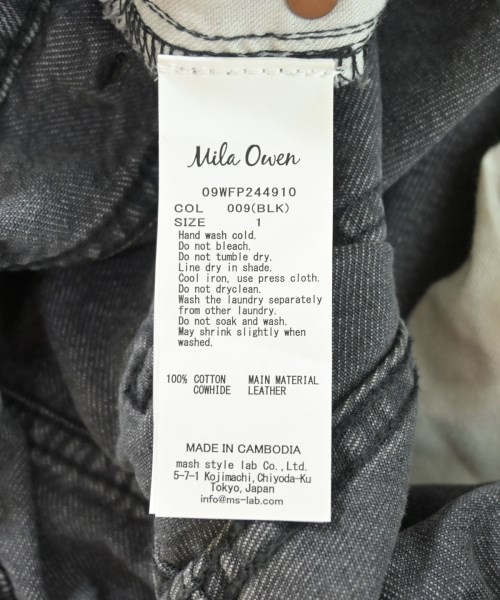 Mila Owen
09WFP244910
COL 009(BLK)
SIZE 1
Hand wash cold.
Do not bleach.
Do not tumble dry.
Line dry in shade.
Cool iron, use press cloth.
Do not dryclean.
Wash the laundry separately
from other laundry.
Do not soak and wash.
May shrink slightly when
washed.
100% COTTON MAIN MATERIAL
COWHIDE LEATHER
MADE IN CAMBODIA
mash style lab Co.,Ltd.
5-7-1 Kojimachi,Chiyoda-Ku
Tokyo,Japan
info@ms-lab.com